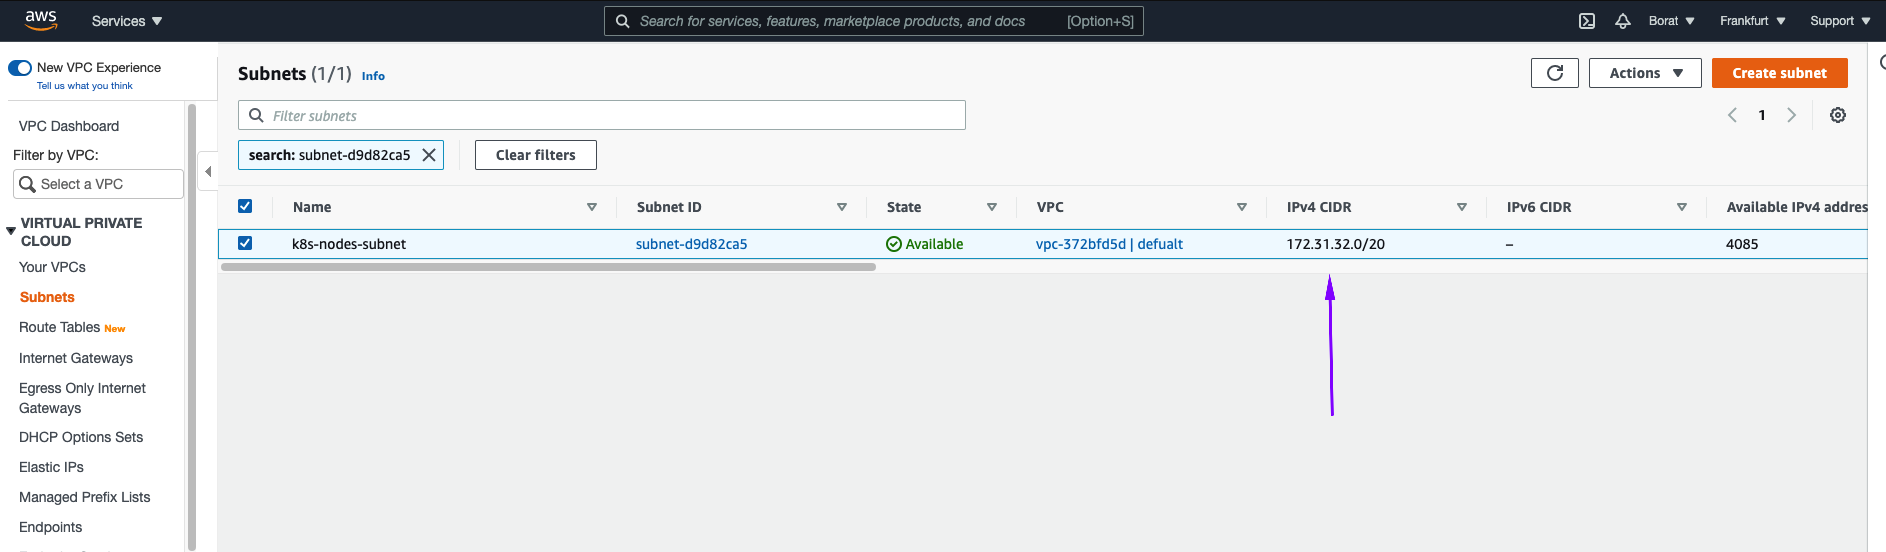 aws
Services
Search for services, features, marketplace products, and docs [Option+S]
Borat
Frankfurt
Support
New VPC Experience
Tell us what you think
VPC Dashboard
Filter by VPC:
Select a VPC
VIRTUAL PRIVATE
CLOUD
Your VPCs
Subnets
Route Tables New
Internet Gateways
Egress Only Internet
Gateways
DHCP Options Sets
Elastic IPs
Managed Prefix Lists
Endpoints
Subnets (1/1) Info
Actions
Create subnet
Filter subnets
1
search: subnet-d9d82ca5
Clear filters
Name Subnet ID State VPC IPv4 CIDR IPv6 CIDR Available IPv4 addres
k8s-nodes-subnet subnet-d9d82ca5 Available vpc-372bfd5d | defualt 172.31.32.0/20 – 4085